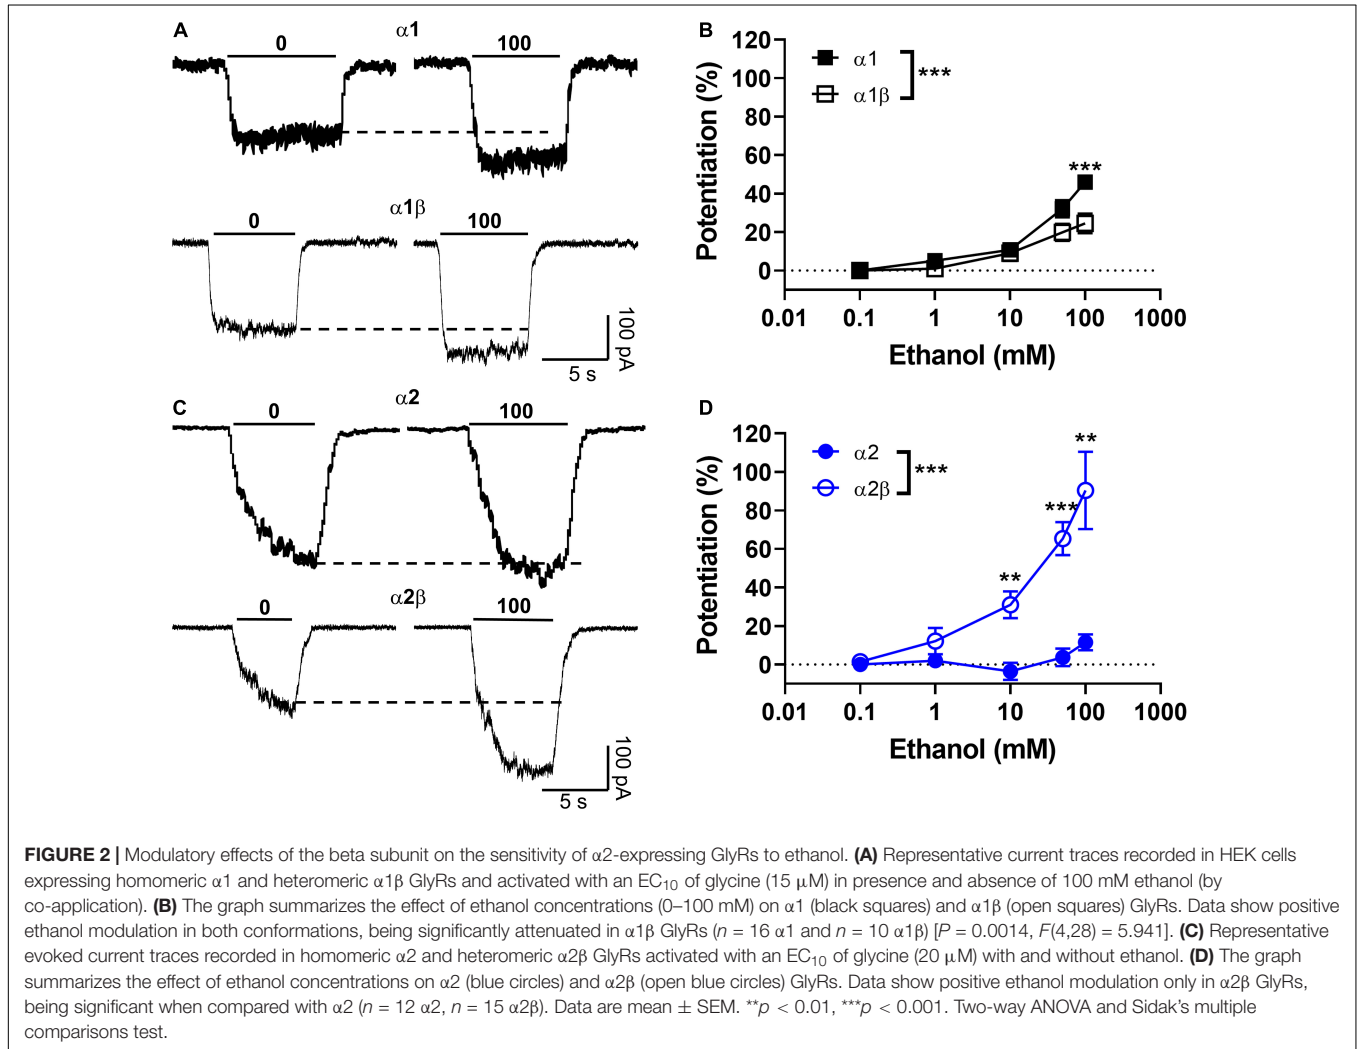 A
α1
0
100
α1β
0
100
100 pA
5 s
B
120
100
80
60
40
20
0
Potentiation (%)
α1
α1β
***
***
0.01 0.1 1 10 100 1000
Ethanol (mM)
C
α2
0
100
α2β
0
100
100 pA
5 s
D
120
100
80
60
40
20
0
Potentiation (%)
α2
α2β
***
**
***
**
0.01 0.1 1 10 100 1000
Ethanol (mM)
FIGURE 2 | Modulatory effects of the beta subunit on the sensitivity of α2-expressing GlyRs to ethanol. (A) Representative current traces recorded in HEK cells
expressing homomeric α1 and heteromeric α1β GlyRs and activated with an EC10 of glycine (15 μM) in presence and absence of 100 mM ethanol (by
co-application). (B) The graph summarizes the effect of ethanol concentrations (0–100 mM) on α1 (black squares) and α1β (open squares) GlyRs. Data show positive
ethanol modulation in both conformations, being significantly attenuated in α1β GlyRs (n = 16 α1 and n = 10 α1β) [P = 0.0014, F(4,28) = 5.941]. (C) Representative
evoked current traces recorded in homomeric α2 and heteromeric α2β GlyRs activated with an EC10 of glycine (20 μM) with and without ethanol. (D) The graph
summarizes the effect of ethanol concentrations on α2 (blue circles) and α2β (open blue circles) GlyRs. Data show positive ethanol modulation only in α2β GlyRs,
being significant when compared with α2 (n = 12 α2, n = 15 α2β). Data are mean ± SEM. **p < 0.01, ***p < 0.001. Two-way ANOVA and Sidak's multiple
comparisons test.